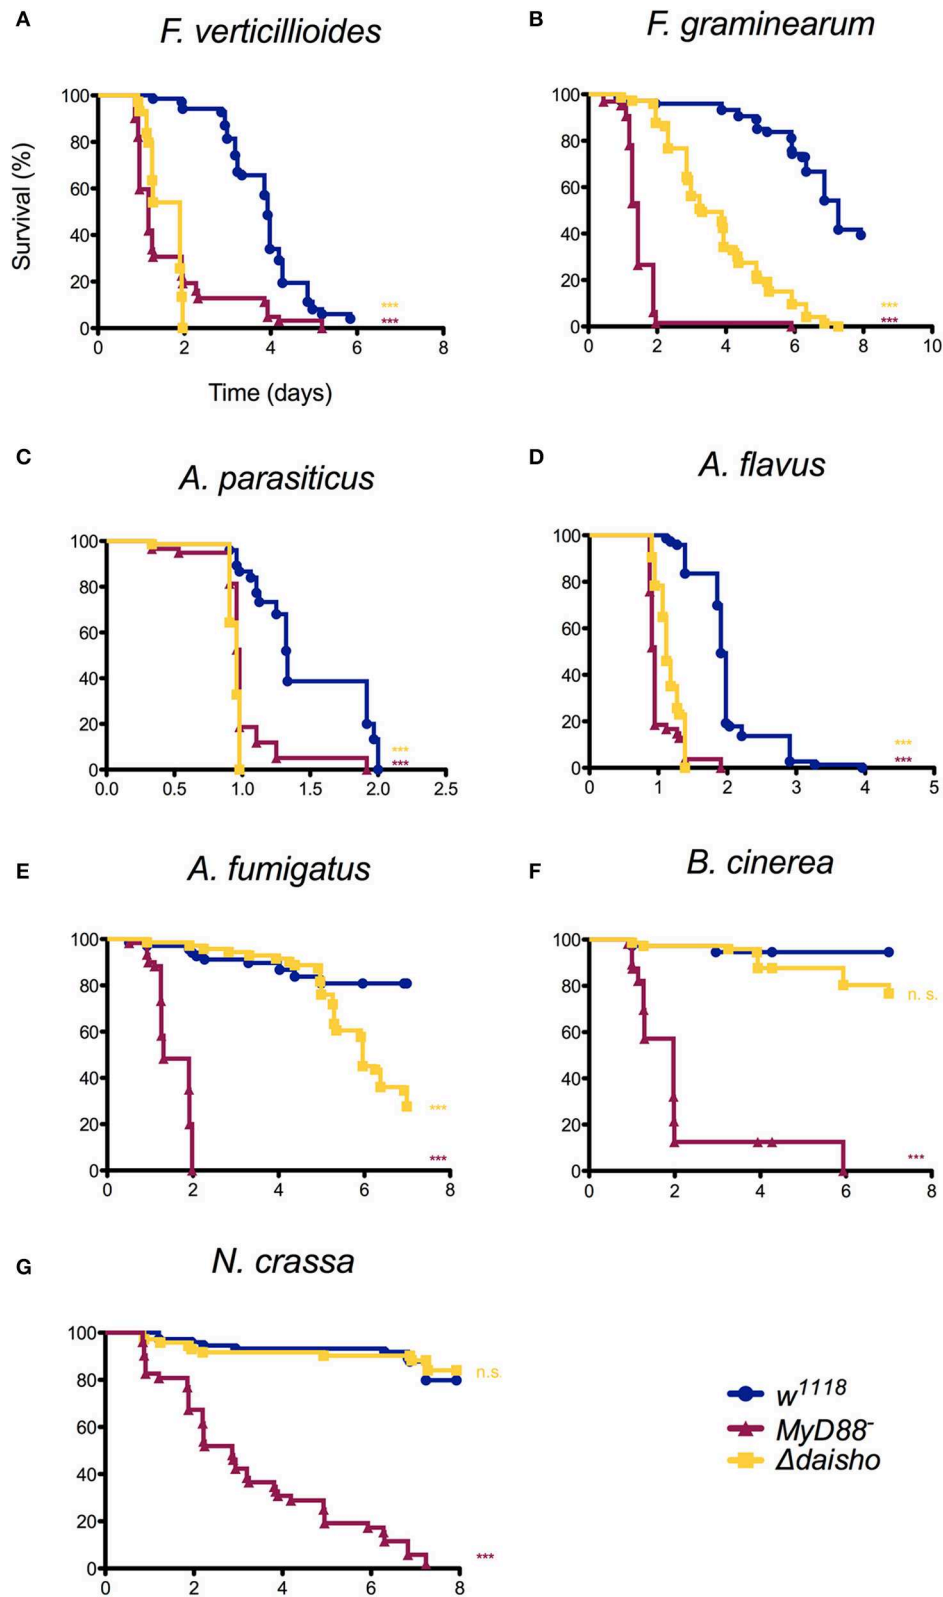 A
F. verticillioides
100
80
60
40
20
0
Survival (%)
***
***
0 2 4 6 8
Time (days)
B
F. graminearum
100
80
60
40
20
0
***
***
0 2 4 6 8 10
C
A. parasiticus
100
80
60
40
20
0
***
***
0.0 0.5 1.0 1.5 2.0 2.5
D
A. flavus
100
80
60
40
20
0
***
***
0 1 2 3 4 5
E
A. fumigatus
100
80
60
40
20
0
***
***
0 2 4 6 8
F
B. cinerea
100
80
60
40
20
0
n. s.
***
0 2 4 6 8
G
N. crassa
100
80
60
40
20
0
n.s.
***
0 2 4 6 8
w1118
MyD88-
Δdaisho